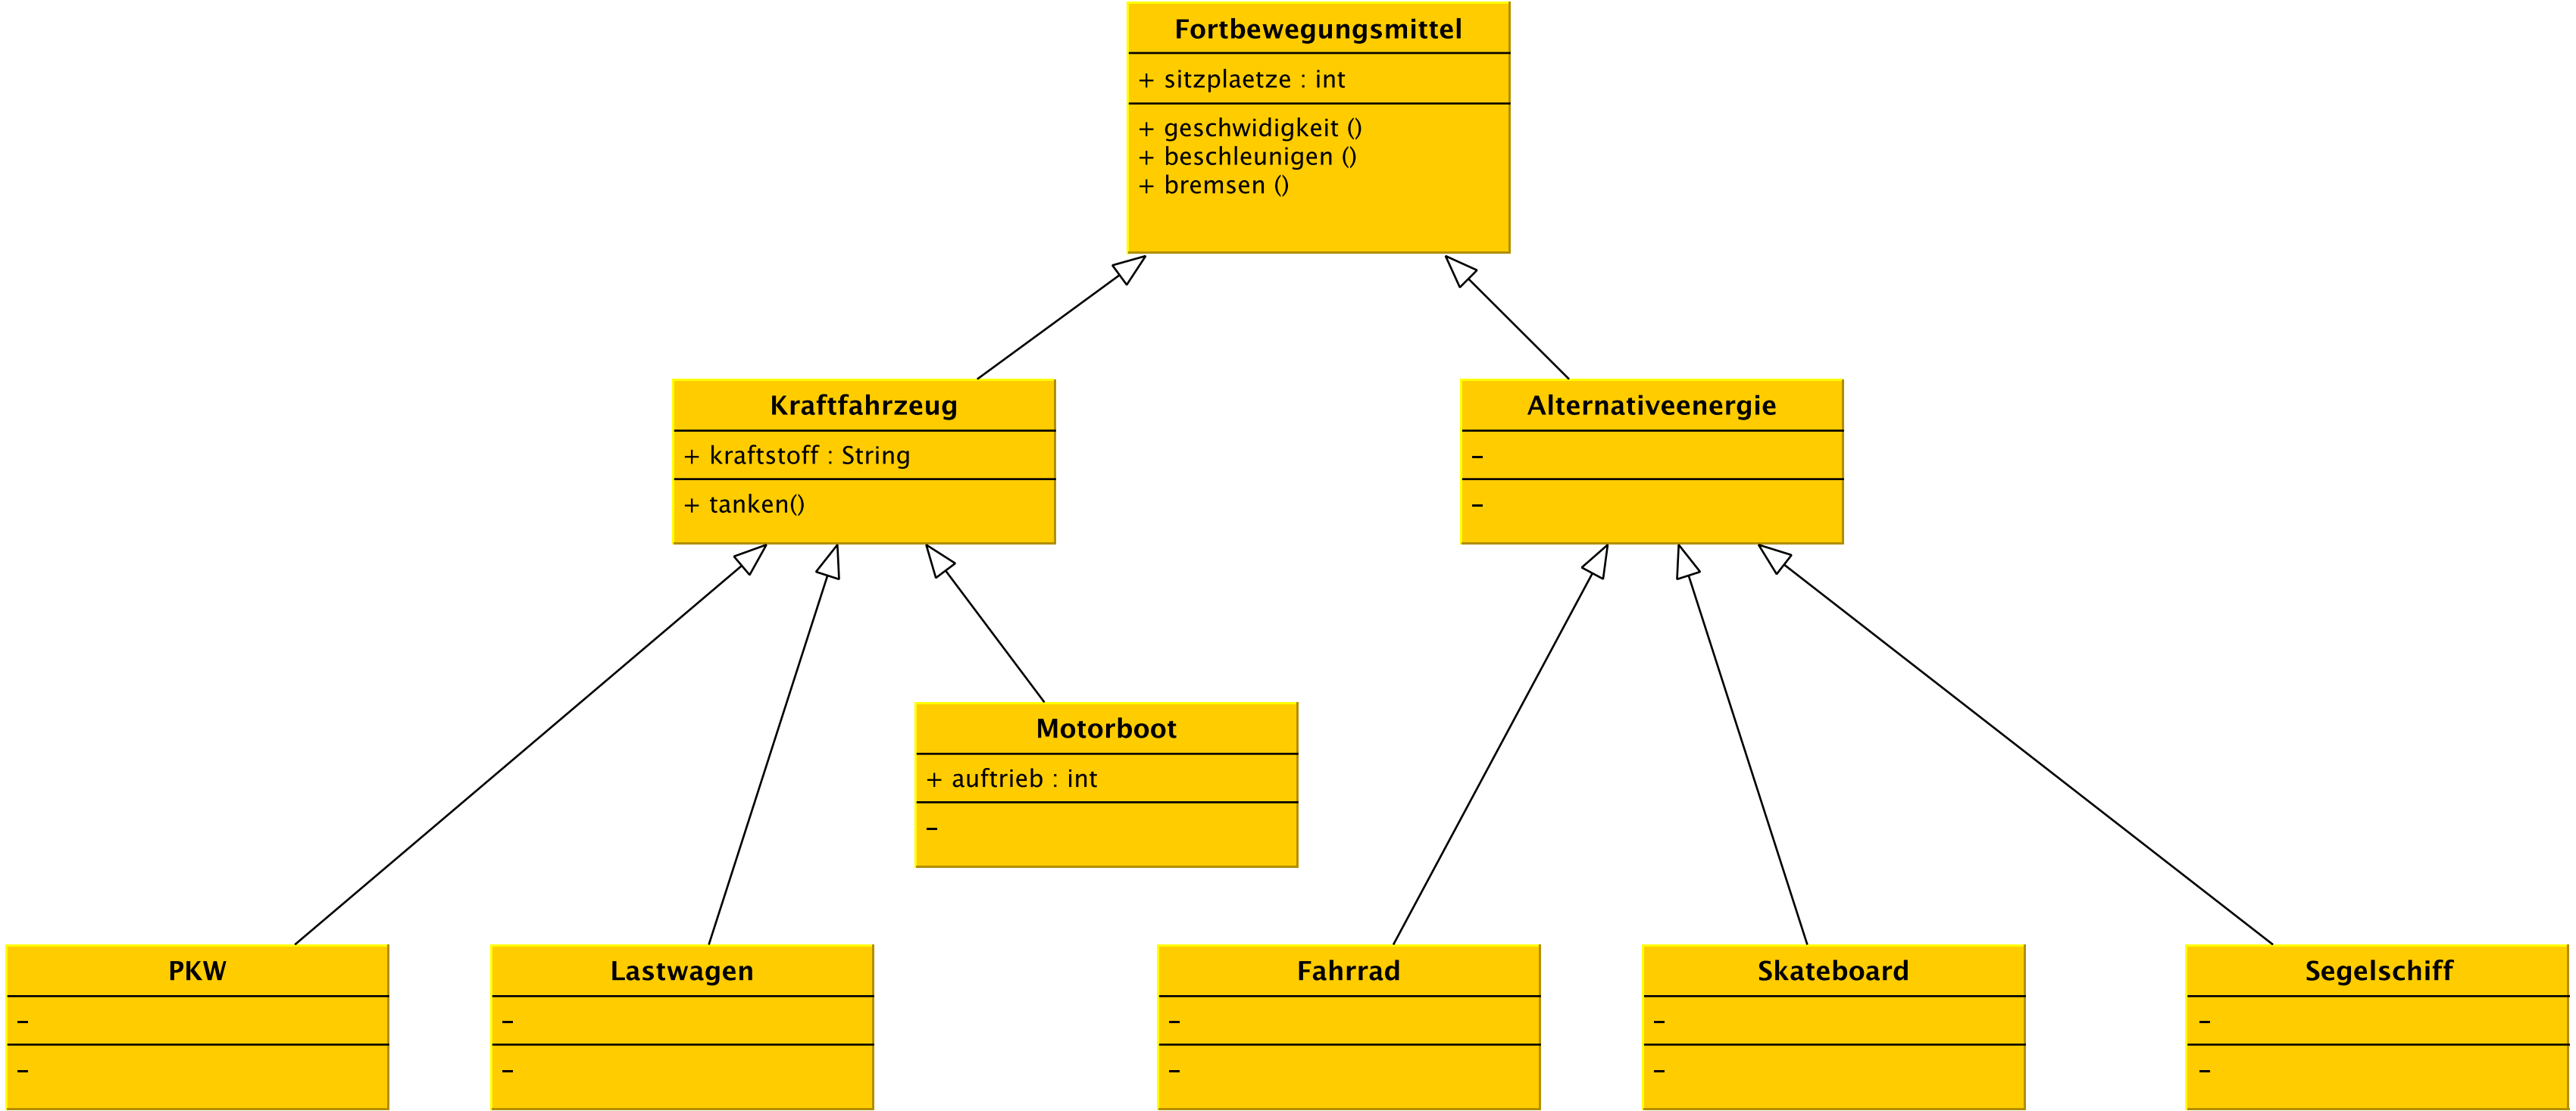 Fortbewegungsmittel
+ sitzplaetze : int
+ geschwidigkeit ()
+ beschleunigen ()
+ bremsen ()
Kraftfahrzeug
+ kraftstoff : String
+ tanken()
Alternativeenergie
-
-
Motorboot
+ auftrieb : int
-
PKW
-
-
Lastwagen
-
-
Fahrrad
-
-
Skateboard
-
-
Segelschiff
-
-